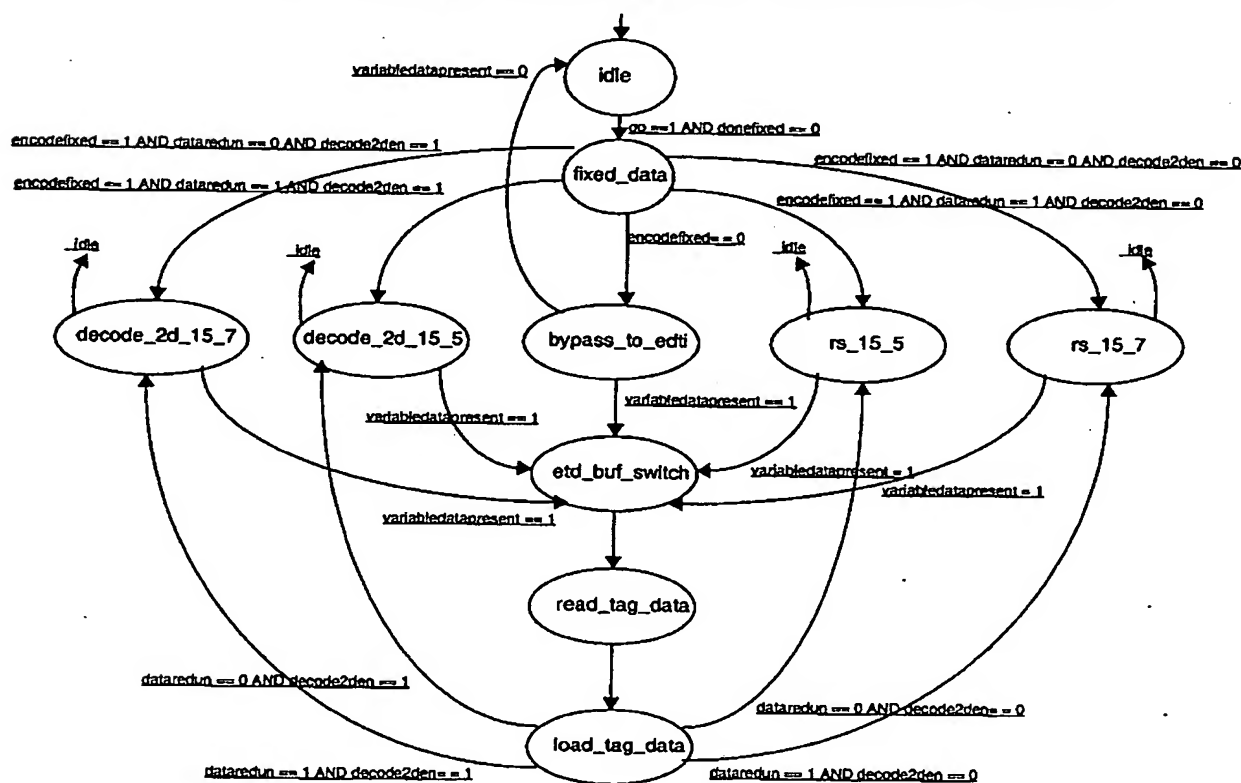 idle
variabledatapresent == 0
go ==1 AND donefixed == 0
encodefixed == 1 AND dataredun == 0 AND decode2den == 1
encodefixed == 1 AND dataredun == 0 AND decode2den == 0
fixed_data
encodefixed == 1 AND dataredun == 1 AND decode2den == 1
encodefixed == 1 AND dataredun == 1 AND decode2den == 0
encodefixed= = 0
idle
idle
idle
idle
decode_2d_15_7
decode_2d_15_5
bypass_to_edti
rs_15_5
rs_15_7
variabledatapresent == 1
variabledatapresent == 1
etd_buf_switch
variabledatapresent = 1
variabledatapresent = 1
variabledatapresent == 1
read_tag_data
dataredun == 0 AND decode2den == 1
dataredun == 0 AND decode2den= = 0
load_tag_data
dataredun == 1 AND decode2den= = 1
dataredun == 1 AND decode2den == 0